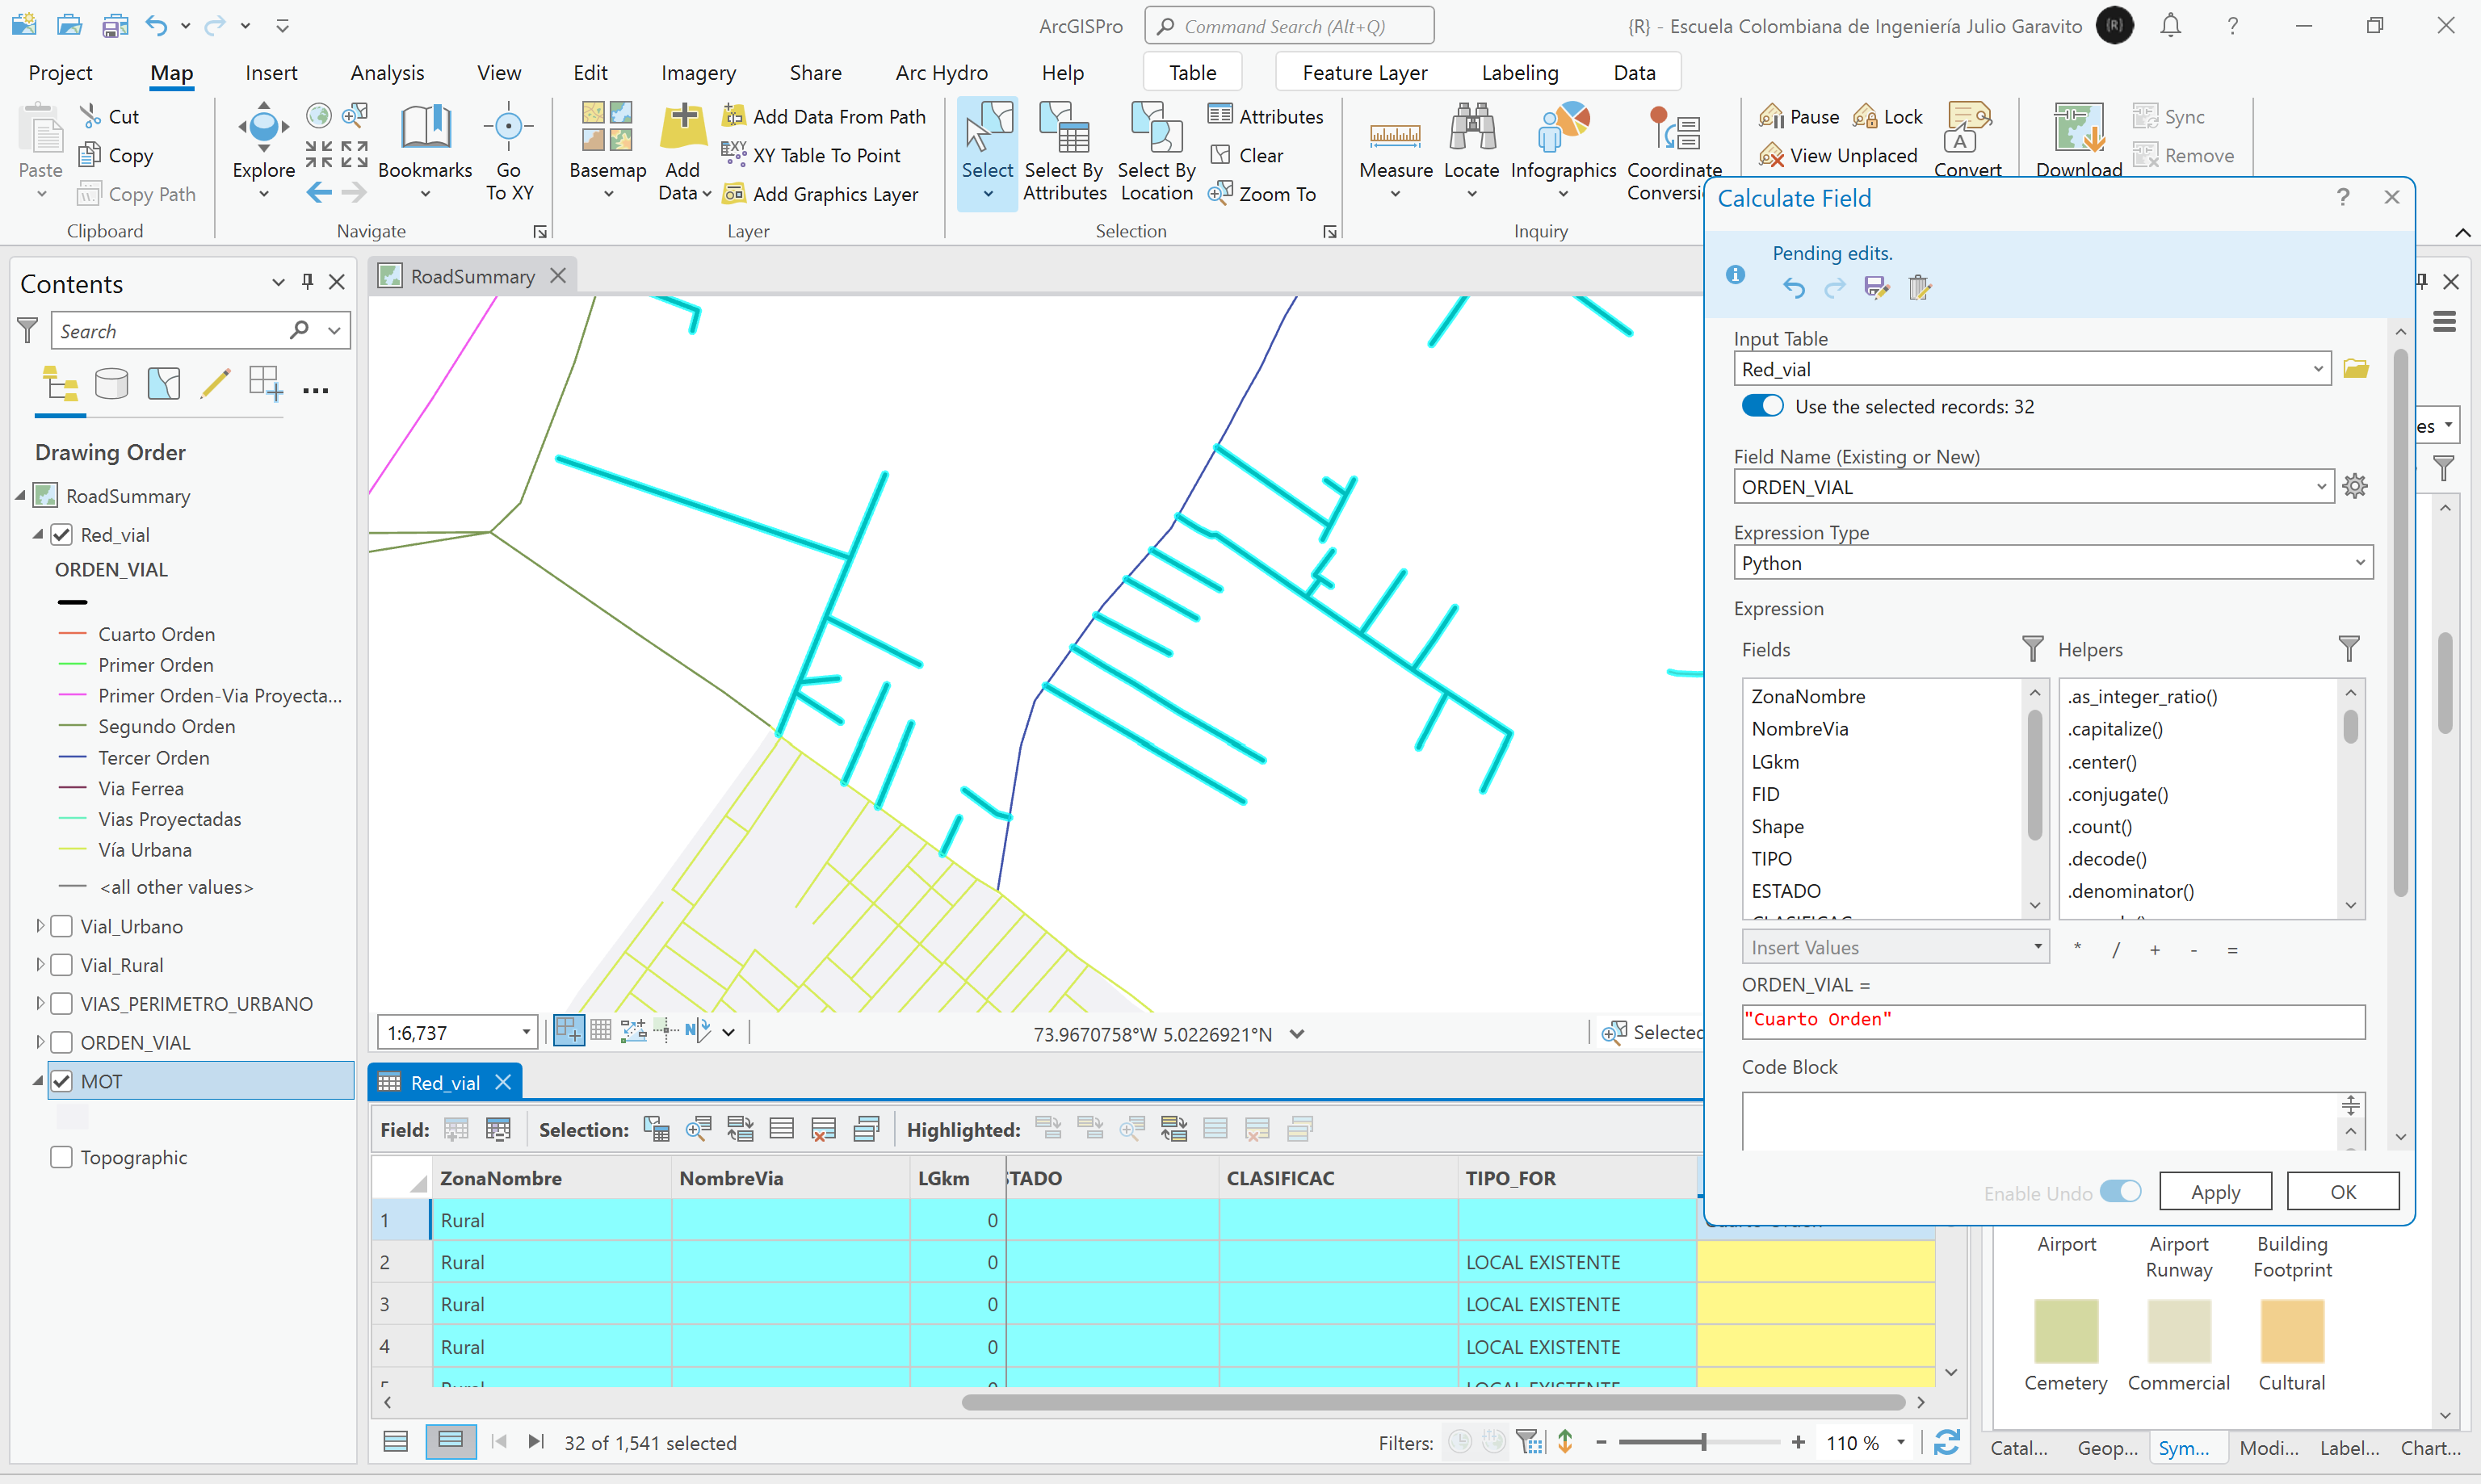 ArcGISPro
Command Search (Alt+Q)
{R} - Escuela Colombiana de Ingeniería Julio Garavito
{R}
Project
Map
Insert
Analysis
View
Edit
Imagery
Share
Arc Hydro
Help
Table
Feature Layer
Labeling
Data
Paste
Cut
Copy
Copy Path
Clipboard
Explore
Bookmarks
Go To XY
Navigate
Basemap
Add Data
Add Data From Path
XY Table To Point
Add Graphics Layer
Layer
Select
Select By Attributes
Select By Location
Attributes
Clear
Zoom To
Selection
Measure
Locate
Infographics
Coordinate
Inquiry
Pause
Lock
View Unplaced
Convert
Download
Sync
Remove
Contents
Search
Drawing Order
RoadSummary
Red_vial
ORDEN_VIAL
Cuarto Orden
Primer Orden
Primer Orden-Via Proyecta...
Segundo Orden
Tercer Orden
Via Ferrea
Vias Proyectadas
Vía Urbana
<all other values>
Vial_Urbano
Vial_Rural
VIAS_PERIMETRO_URBANO
ORDEN_VIAL
MOT
Topographic
RoadSummary
1:6,737
73.9670758°W 5.0226921°N
Selected
Red_vial
Field:
Selection:
Highlighted:
ZonaNombre NombreVia LGkm TADO CLASIFICAC TIPO_FOR
1 Rural 0
2 Rural 0 LOCAL EXISTENTE
3 Rural 0 LOCAL EXISTENTE
4 Rural 0 LOCAL EXISTENTE
32 of 1,541 selected
Filters:
110 %
Calculate Field
Pending edits.
Input Table
Red_vial
Use the selected records: 32
Field Name (Existing or New)
ORDEN_VIAL
Expression Type
Python
Expression
Fields
Helpers
ZonaNombre
NombreVia
LGkm
FID
Shape
TIPO
ESTADO
.as_integer_ratio()
.capitalize()
.center()
.conjugate()
.count()
.decode()
.denominator()
Insert Values
* / + - =
ORDEN_VIAL =
"Cuarto Orden"
Code Block
Enable Undo
Apply
OK
es
Airport
Airport Runway
Building Footprint
Cemetery
Commercial
Cultural
Catal...
Geop...
Sym...
Modi...
Label...
Chart...